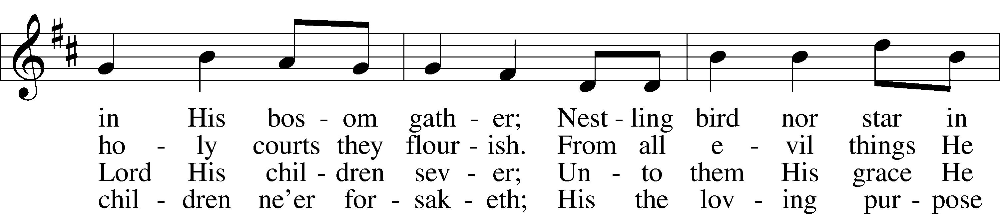 in His bos - om gath - er; Nest - ling bird nor star in
ho - ly courts they flour - ish. From all e - vil things He
Lord His chil - dren sev - er; Un - to them His grace He
chil - dren ne’er for - sak - eth; His the lov - ing pur - pose